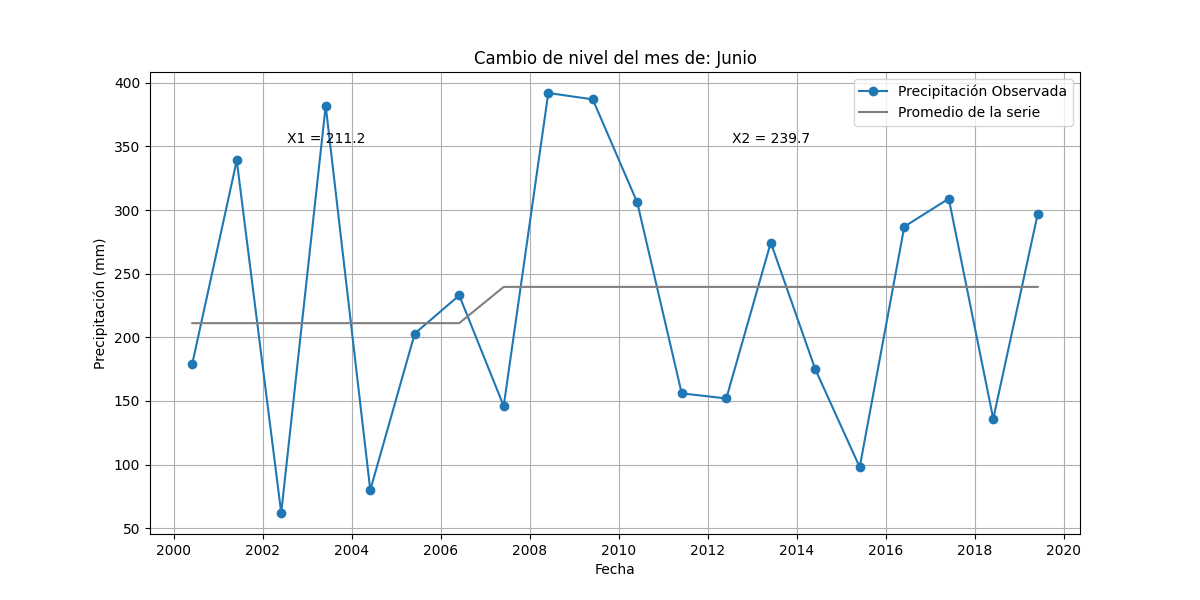 Cambio de nivel del mes de: Junio
Precipitación Observada
Promedio de la serie
X1 = 211.2
X2 = 239.7
Precipitación (mm)
400
350
300
250
200
150
100
50
2000 2002 2004 2006 2008 2010 2012 2014 2016 2018 2020
Fecha